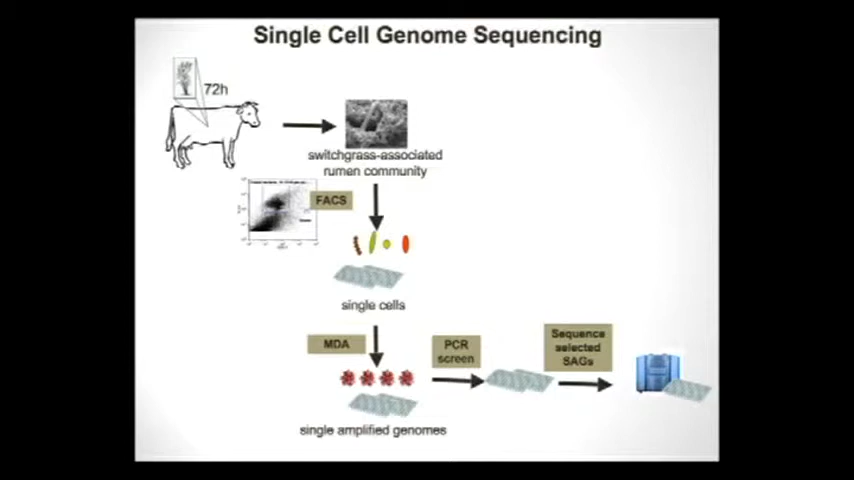 Single Cell Genome Sequencing
72h
switchgrass-associated
rumen community
FACS
single cells
MDA
PCR
screen
Sequence
selected
SAGs
single amplified genomes